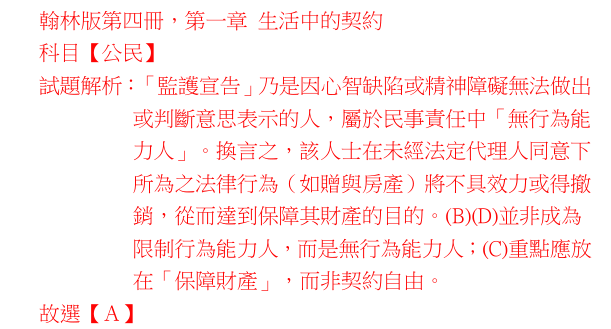 翰林版第四冊，第一章 生活中的契約
科目【公民】
試題解析：「監護宣告」乃是因心智缺陷或精神障礙無法做出
或判斷意思表示的人，屬於民事責任中「無行為能
力人」。換言之，該人士在未經法定代理人同意下
所為之法律行為（如贈與房產）將不具效力或得撤
銷，從而達到保障其財產的目的。(B)(D)並非成為
限制行為能力人，而是無行為能力人；(C)重點應放
在「保障財產」，而非契約自由。
故選【Ａ】